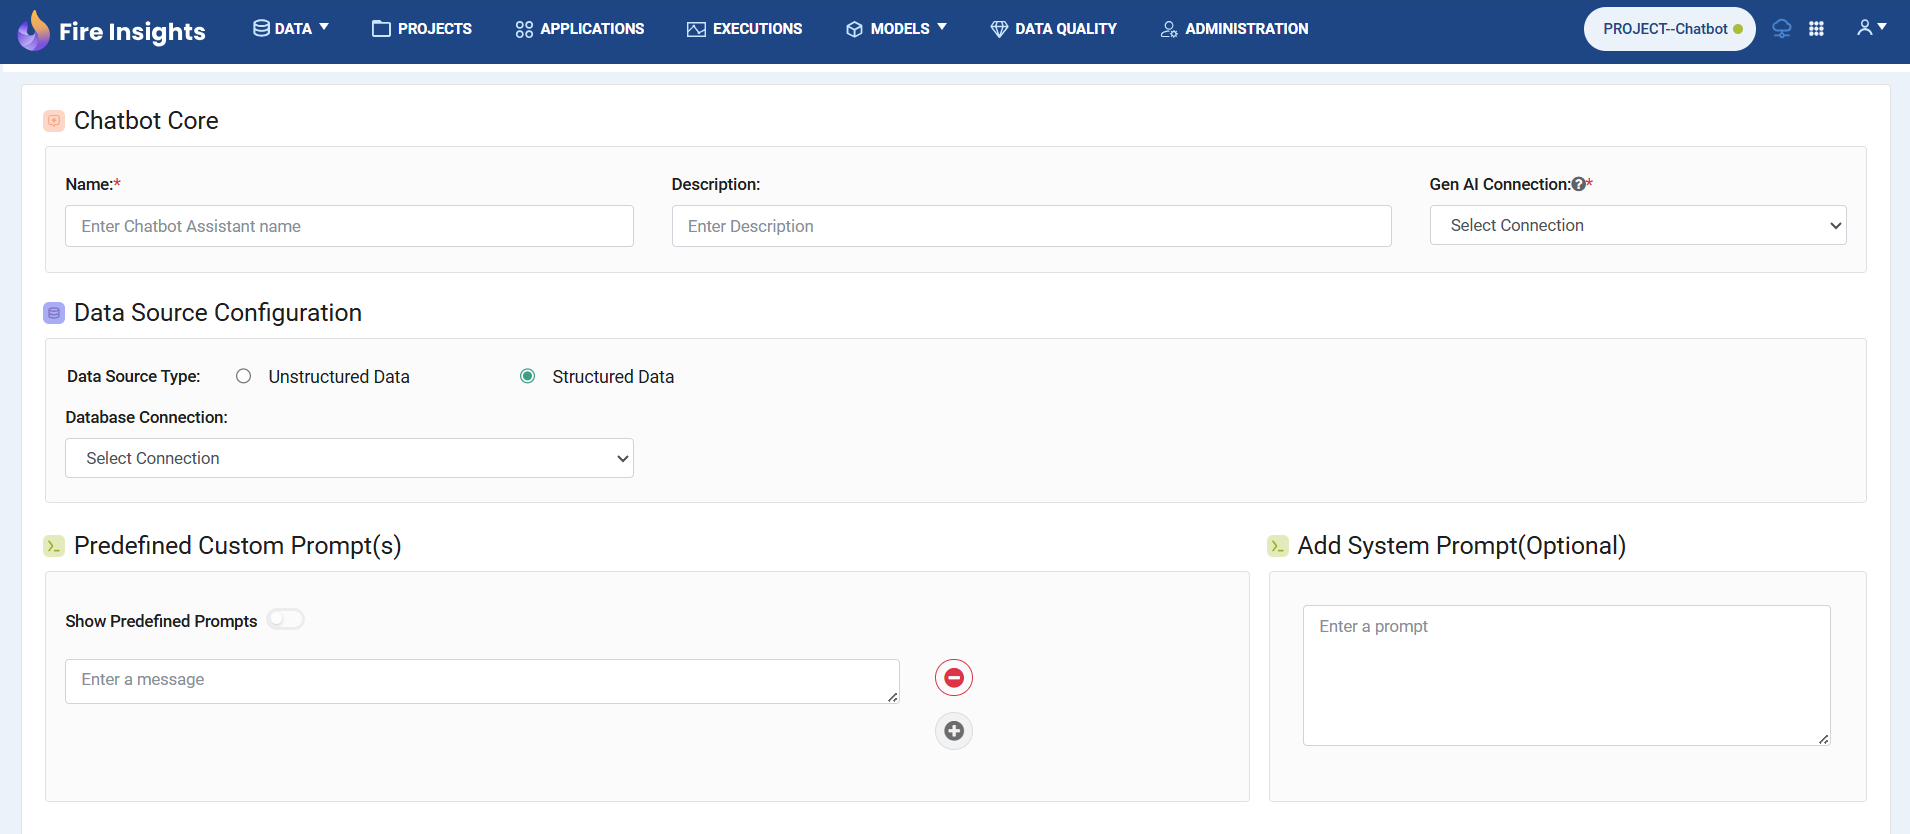 Fire Insights
DATA
PROJECTS
APPLICATIONS
EXECUTIONS
MODELS
DATA QUALITY
ADMINISTRATION
PROJECT--Chatbot
Chatbot Core
Name:*
Description:
Gen AI Connection:?*
Enter Chatbot Assistant name
Enter Description
Select Connection
Data Source Configuration
Data Source Type:
Unstructured Data
Structured Data
Database Connection:
Select Connection
Predefined Custom Prompt(s)
Add System Prompt(Optional)
Show Predefined Prompts
Enter a message
Enter a prompt